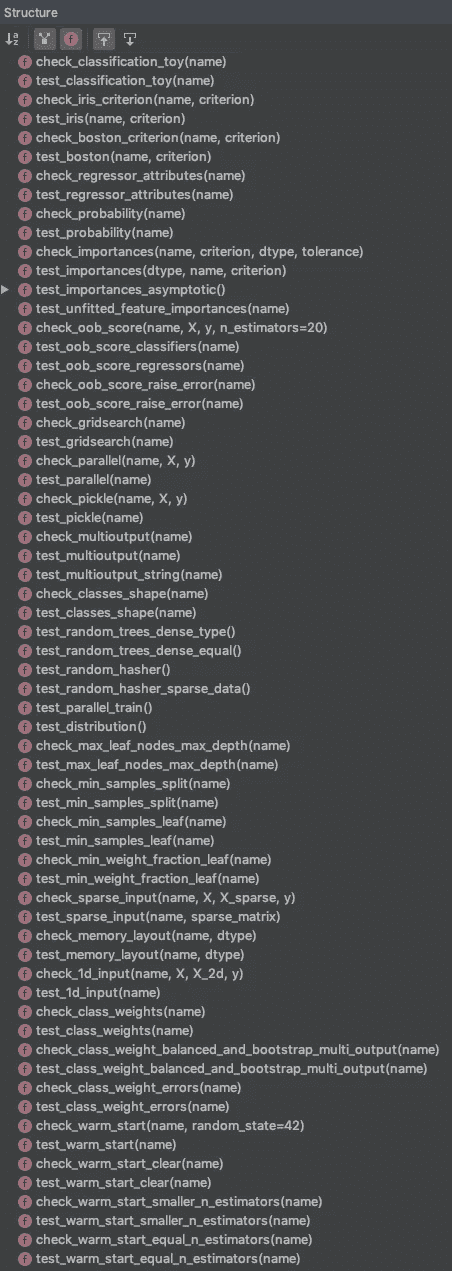 Structure
check_classification_toy(name)
test_classification_toy(name)
check_iris_criterion(name, criterion)
test_iris(name, criterion)
check_boston_criterion(name, criterion)
test_boston(name, criterion)
check_regressor_attributes(name)
test_regressor_attributes(name)
check_probability(name)
test_probability(name)
check_importances(name, criterion, dtype, tolerance)
test_importances(dtype, name, criterion)
test_importances_asymptotic()
test_unfitted_feature_importances(name)
check_oob_score(name, X, y, n_estimators=20)
test_oob_score_classifiers(name)
test_oob_score_regressors(name)
check_oob_score_raise_error(name)
test_oob_score_raise_error(name)
check_gridsearch(name)
test_gridsearch(name)
check_parallel(name, X, y)
test_parallel(name)
check_pickle(name, X, y)
test_pickle(name)
check_multioutput(name)
test_multioutput(name)
test_multioutput_string(name)
check_classes_shape(name)
test_classes_shape(name)
test_random_trees_dense_type()
test_random_trees_dense_equal()
test_random_hasher()
test_random_hasher_sparse_data()
test_parallel_train()
test_distribution()
check_max_leaf_nodes_max_depth(name)
test_max_leaf_nodes_max_depth(name)
check_min_samples_split(name)
test_min_samples_split(name)
check_min_samples_leaf(name)
test_min_samples_leaf(name)
check_min_weight_fraction_leaf(name)
test_min_weight_fraction_leaf(name)
check_sparse_input(name, X, X_sparse, y)
test_sparse_input(name, sparse_matrix)
check_memory_layout(name, dtype)
test_memory_layout(name, dtype)
check_1d_input(name, X, X_2d, y)
test_1d_input(name)
check_class_weights(name)
test_class_weights(name)
check_class_weight_balanced_and_bootstrap_multi_output(name)
test_class_weight_balanced_and_bootstrap_multi_output(name)
check_class_weight_errors(name)
test_class_weight_errors(name)
check_warm_start(name, random_state=42)
test_warm_start(name)
check_warm_start_clear(name)
test_warm_start_clear(name)
check_warm_start_smaller_n_estimators(name)
test_warm_start_smaller_n_estimators(name)
check_warm_start_equal_n_estimators(name)
test_warm_start_equal_n_estimators(name)